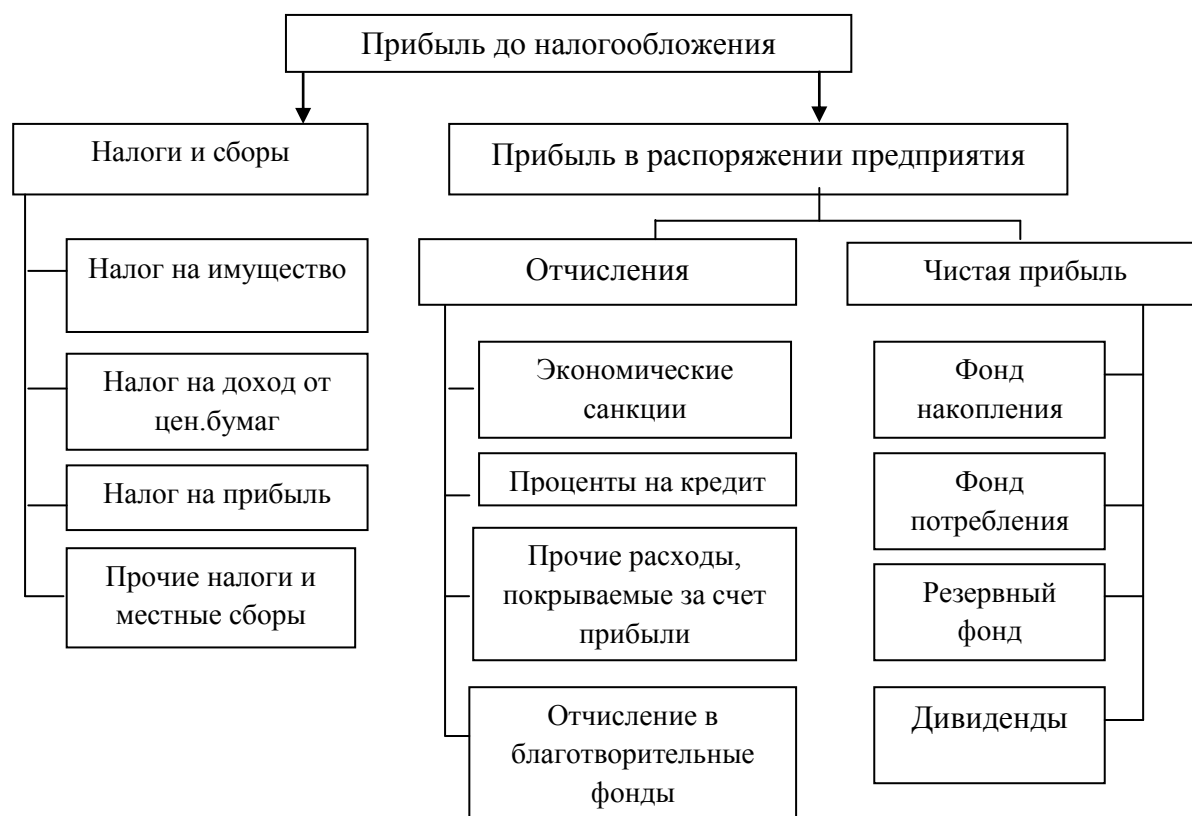 Прибыль до налогообложения
Налоги и сборы
Прибыль в распоряжении предприятия
Налог на имущество
Налог на доход от
цен.бумаг
Налог на прибыль
Прочие налоги и
местные сборы
Отчисления
Экономические
санкции
Проценты на кредит
Прочие расходы,
покрываемые за счет
прибыли
Отчисление в
благотворительные
фонды
Чистая прибыль
Фонд
накопления
Фонд
потребления
Резервный
фонд
Дивиденды